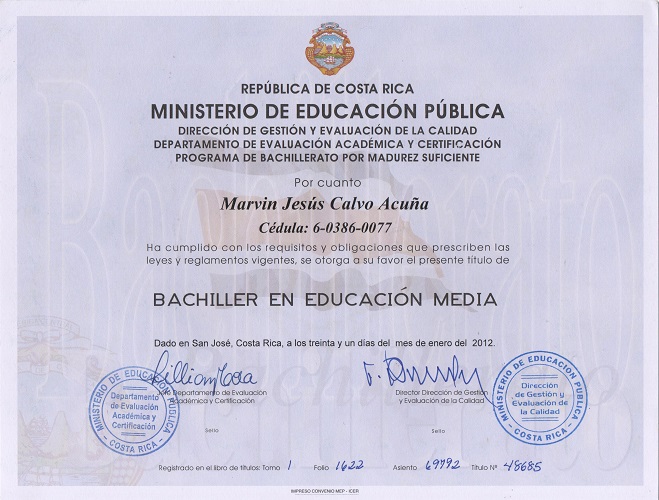 REPÚBLICA DE COSTA RICA
MINISTERIO DE EDUCACIÓN PÚBLICA
DIRECCIÓN DE GESTIÓN Y EVALUACIÓN DE LA CALIDAD
DEPARTAMENTO DE EVALUACIÓN ACADÉMICA Y CERTIFICACIÓN
PROGRAMA DE BACHILLERATO POR MADUREZ SUFICIENTE
Por cuanto
Marvin Jesús Calvo Acuña
Cédula: 6-0386-0077
Ha cumplido con los requisitos y obligaciones que prescriben las
leyes y reglamentos vigentes, se otorga a su favor el presente título de
BACHILLER EN EDUCACIÓN MEDIA
Dado en San José, Costa Rica, a los treinta y un días del mes de enero del 2012.
Departamento de Evaluación
Académica y Certificación
Director Dirección de Gestión
y Evaluación de la Calidad
MINISTERIO DE EDUCACIÓN PÚBLICA
Departamento
de Evaluación
Académica y
Certificación
COSTA RICA
MINISTERIO DE EDUCACION PUBLICA
Dirección
de Gestión y
Evaluación de
la Calidad
COSTA RICA
Sello
Sello
Registrado en el libro de títulos: Tomo 1 Folio 1622 Asiento 69792 Título Nº 48685
IMPRESO CONVENIO MEP - ICER